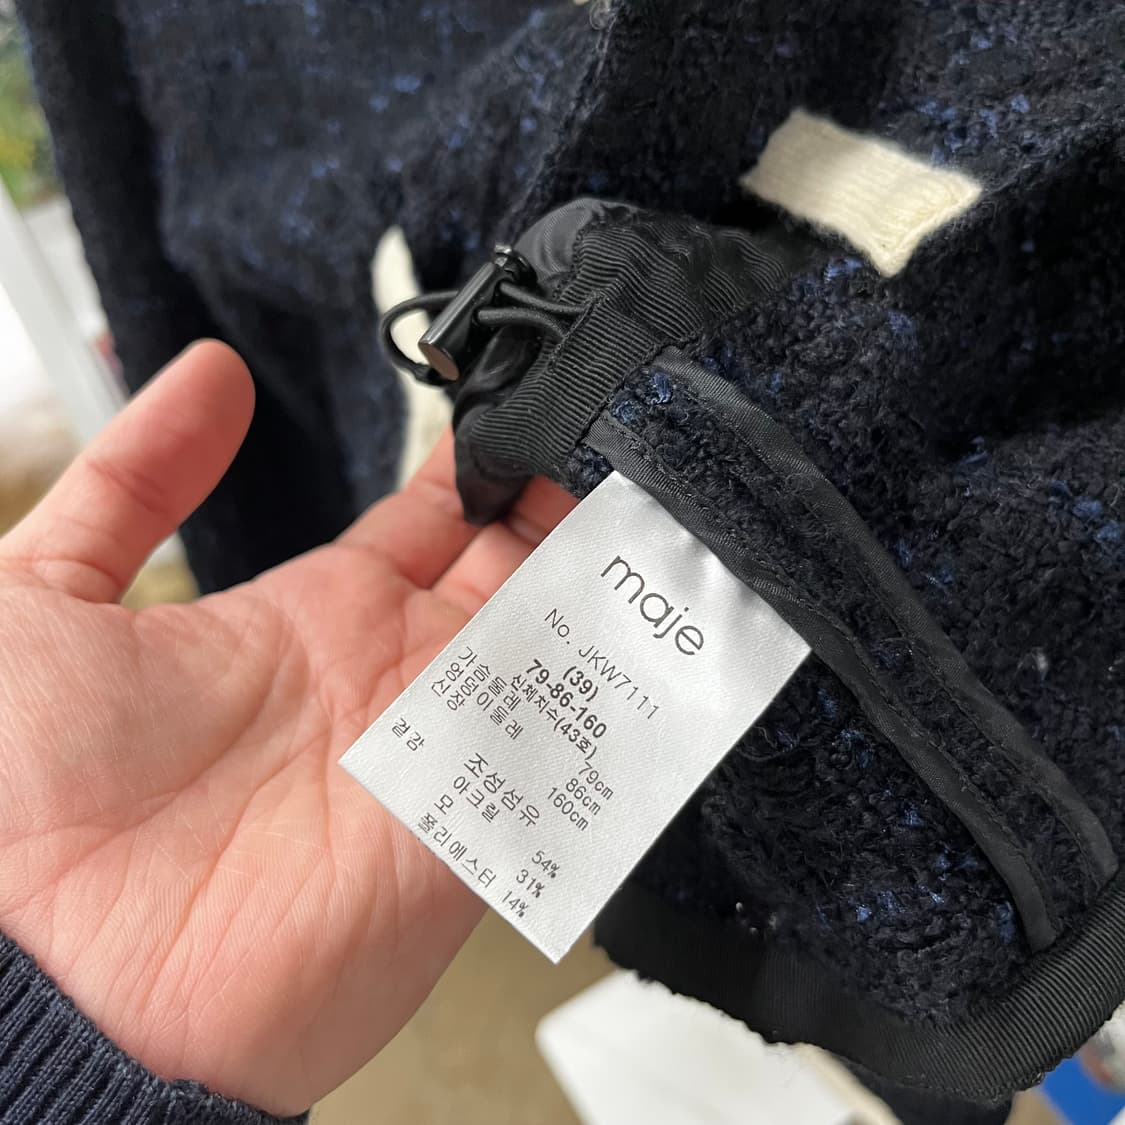 maje
No. JKW7111
(39)
79-86-160
신체치수(43호)
가슴둘레 79cm
엉덩이둘레 86cm
신장 160cm
조성섬유
겉감 아크릴 54%
모 31%
폴리에스터 14%